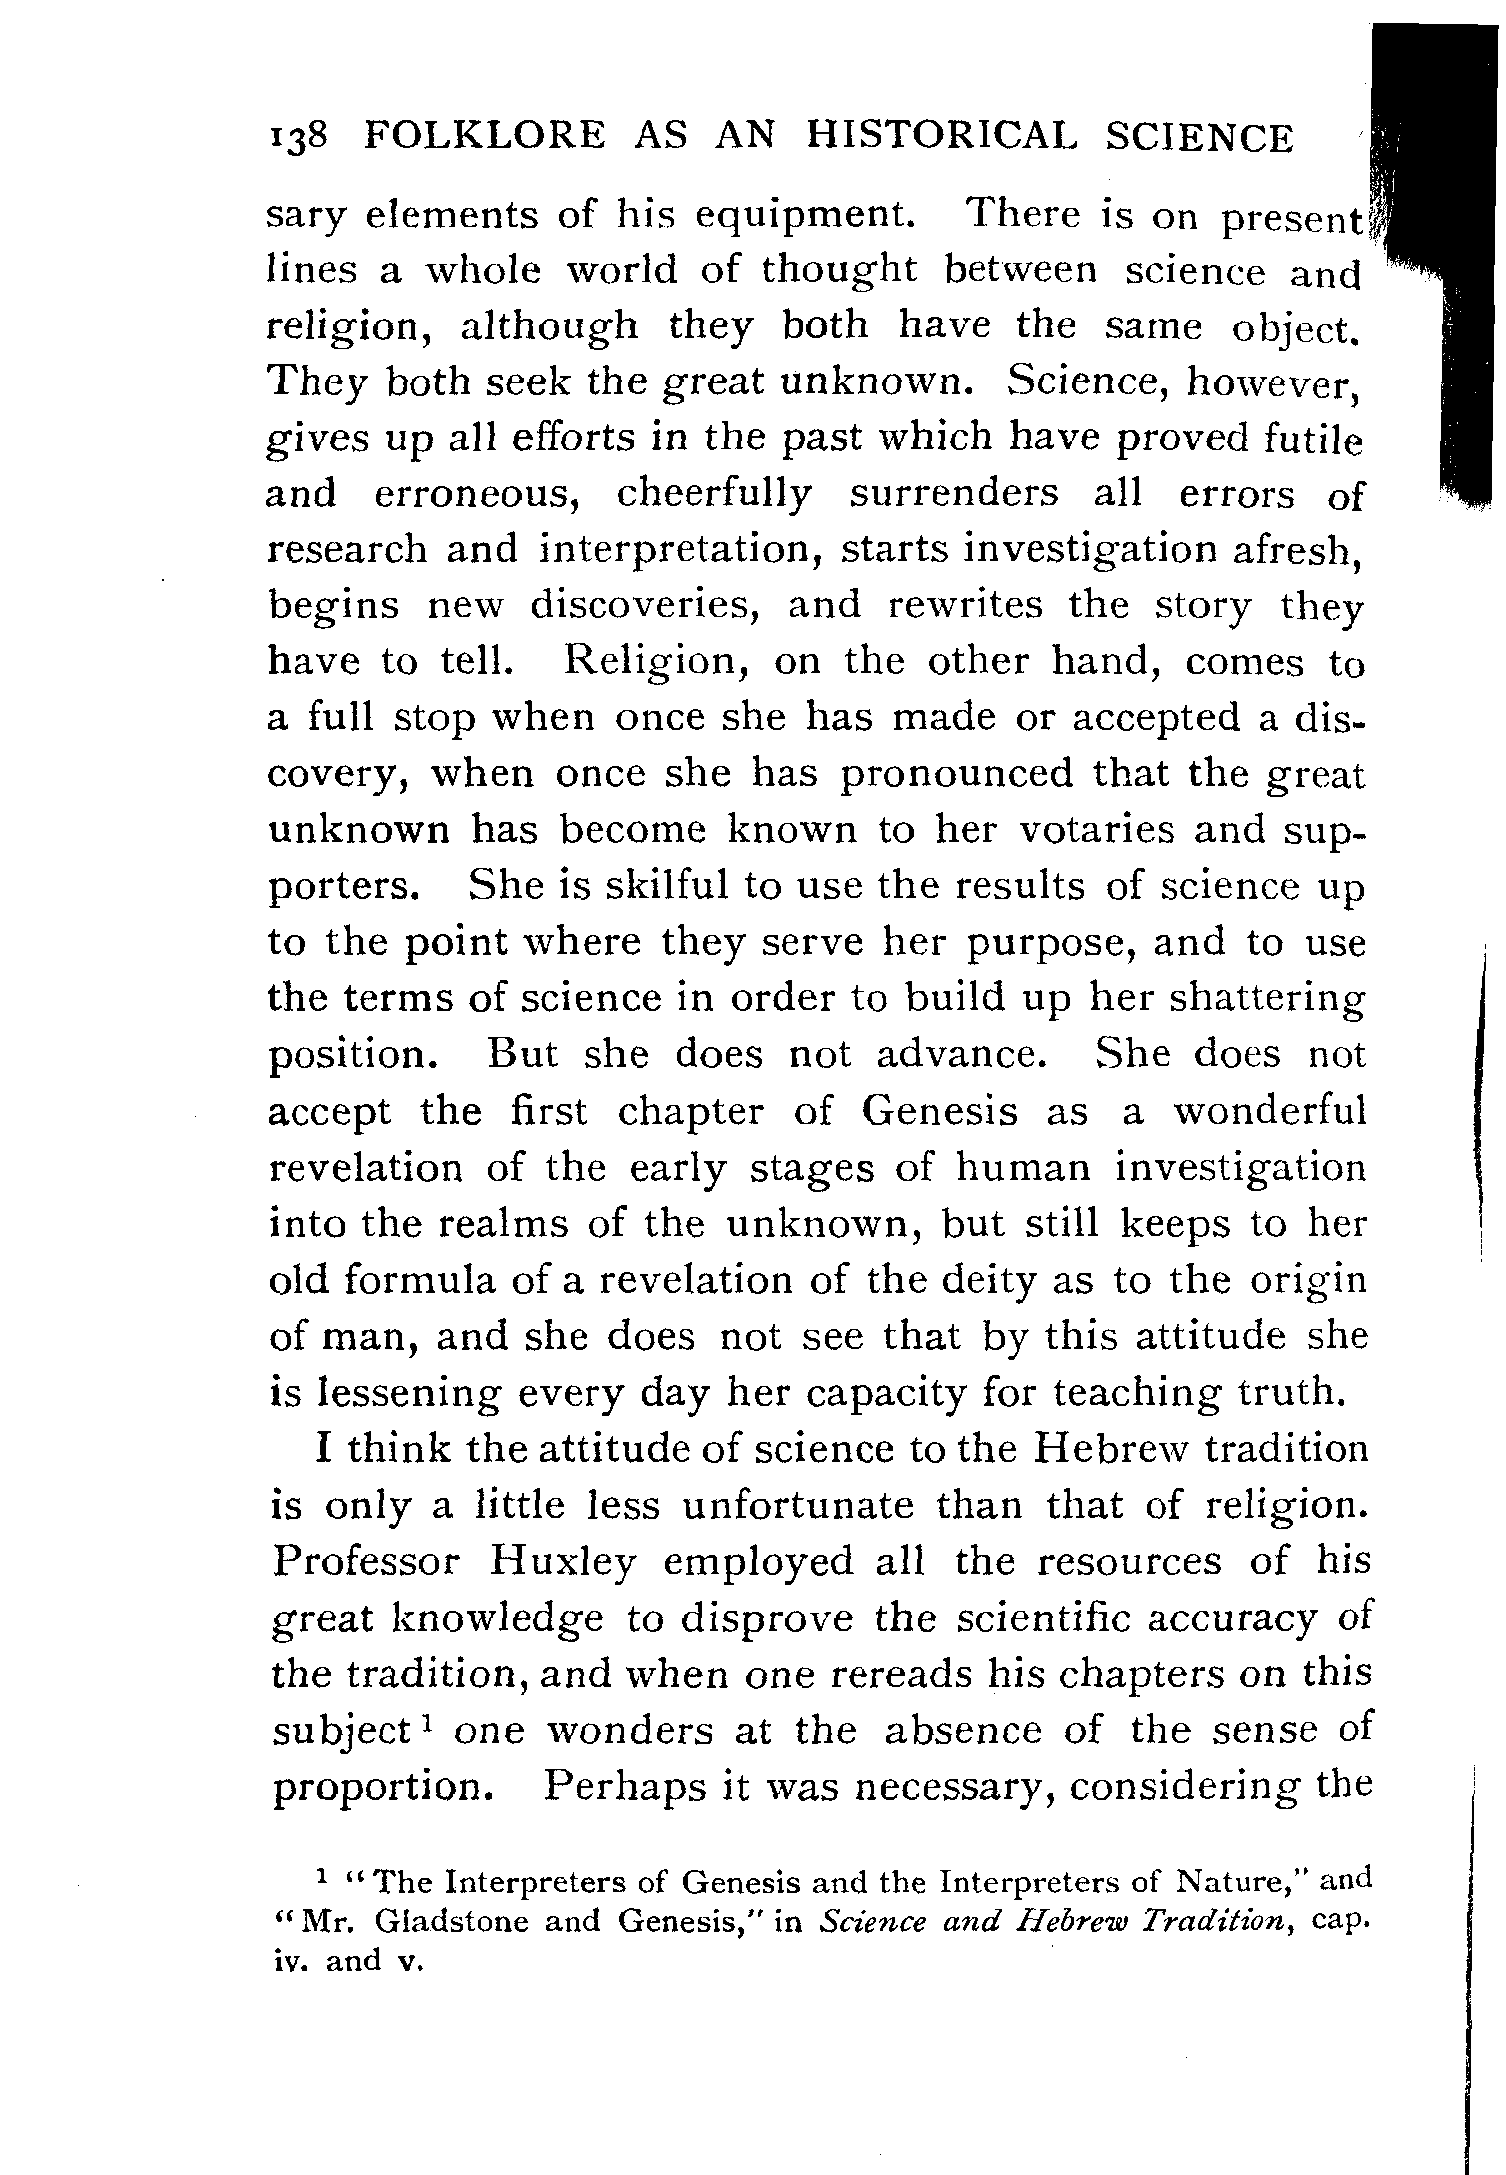 138 FOLKLORE AS AN HISTORICAL SCIENCE
sary elements of his equipment. There is on present
lines a whole world of thought between science and
religion, although they both have the same object.
They both seek the great unknown. Science, however,
gives up all efforts in the past which have proved futile
and erroneous, cheerfully surrenders all errors of
research and interpretation, starts investigation afresh,
begins new discoveries, and rewrites the story they
have to tell. Religion, on the other hand, comes to
a full stop when once she has made or accepted a dis-
covery, when once she has pronounced that the great
unknown has become known to her votaries and sup-
porters. She is skilful to use the results of science up
to the point where they serve her purpose, and to use
the terms of science in order to build up her shattering
position. But she does not advance. She does not
accept the first chapter of Genesis as a wonderful
revelation of the early stages of human investigation
into the realms of the unknown, but still keeps to her
old formula of a revelation of the deity as to the origin
of man, and she does not see that by this attitude she
is lessening every day her capacity for teaching truth.
I think the attitude of science to the Hebrew tradition
is only a little less unfortunate than that of religion.
Professor Huxley employed all the resources of his
great knowledge to disprove the scientific accuracy of
the tradition, and when one rereads his chapters on this
subject¹ one wonders at the absence of the sense of
proportion. Perhaps it was necessary, considering the
¹ "The Interpreters of Genesis and the Interpreters of Nature," and
"Mr. Gladstone and Genesis," in Science and Hebrew Tradition, cap.
iv. and v.